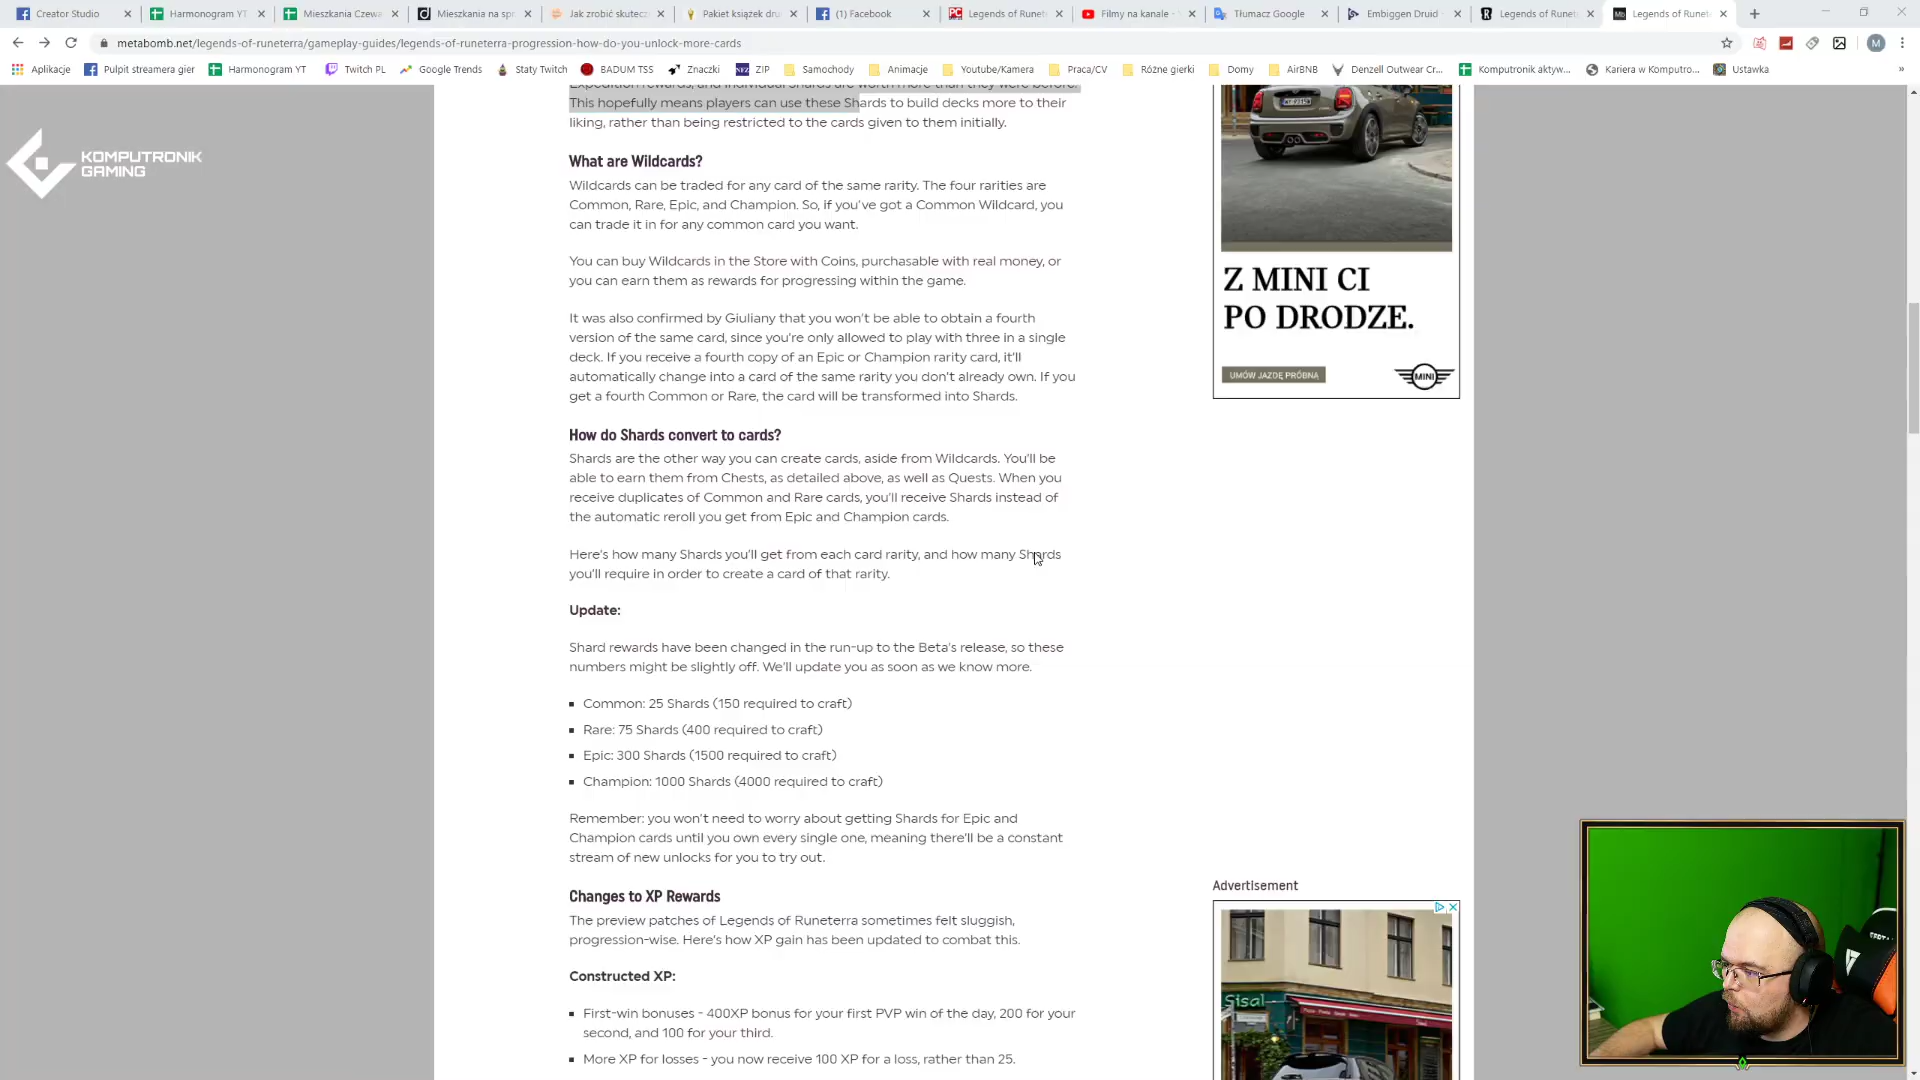 Creator Studio
Harmonogram YT
Mieszkania Czewa
Mieszkania na spr
Jak zrobić skutecz
Pakiet książek dru
(1) Facebook
Legends of Runete
Filmy na kanale -
Tłumacz Google
Embiggen Druid -
Legends of Runet
Legends of Runet
metabomb.net/legends-of-runeterra/gameplay-guides/legends-of-runeterra-progression-how-do-you-unlock-more-cards
Aplikacje
Pulpit streamera gier
Harmonogram YT
Twitch PL
Google Trends
Staty Twitch
BADUM TSS
Znaczki
ZIP
Samochody
Animacje
Youtube/Kamera
Praca/CV
Różne gierki
Domy
AirBNB
Denzell Outwear Cr...
Komputronik aktyw...
Kariera w Komputro...
Ustawka
KOMPUTRONIK
GAMING
Expedition rewards, and individual Shards are worth more than they were before.
This hopefully means players can use these Shards to build decks more to their
liking, rather than being restricted to the cards given to them initially.
What are Wildcards?
Wildcards can be traded for any card of the same rarity. The four rarities are
Common, Rare, Epic, and Champion. So, if you've got a Common Wildcard, you
can trade it in for any common card you want.
You can buy Wildcards in the Store with Coins, purchasable with real money, or
you can earn them as rewards for progressing within the game.
It was also confirmed by Giuliany that you won't be able to obtain a fourth
version of the same card, since you're only allowed to play with three in a single
deck. If you receive a fourth copy of an Epic or Champion rarity card, it'll
automatically change into a card of the same rarity you don't already own. If you
get a fourth Common or Rare, the card will be transformed into Shards.
How do Shards convert to cards?
Shards are the other way you can create cards, aside from Wildcards. You'll be
able to earn them from Chests, as detailed above, as well as Quests. When you
receive duplicates of Common and Rare cards, you'll receive Shards instead of
the automatic reroll you get from Epic and Champion cards.
Here's how many Shards you'll get from each card rarity, and how many Shards
you'll require in order to create a card of that rarity.
Update:
Shard rewards have been changed in the run-up to the Beta's release, so these
numbers might be slightly off. We'll update you as soon as we know more.
Common: 25 Shards (150 required to craft)
Rare: 75 Shards (400 required to craft)
Epic: 300 Shards (1500 required to craft)
Champion: 1000 Shards (4000 required to craft)
Remember: you won't need to worry about getting Shards for Epic and
Champion cards until you own every single one, meaning there'll be a constant
stream of new unlocks for you to try out.
Changes to XP Rewards
The preview patches of Legends of Runeterra sometimes felt sluggish,
progression-wise. Here's how XP gain has been updated to combat this.
Constructed XP:
First-win bonuses - 400XP bonus for your first PVP win of the day, 200 for your
second, and 100 for your third.
More XP for losses - you now receive 100 XP for a loss, rather than 25.
Z MINI CI
PO DRODZE.
UMÓW JAZDĘ PRÓBNĄ
MINI
Advertisement
Sisal